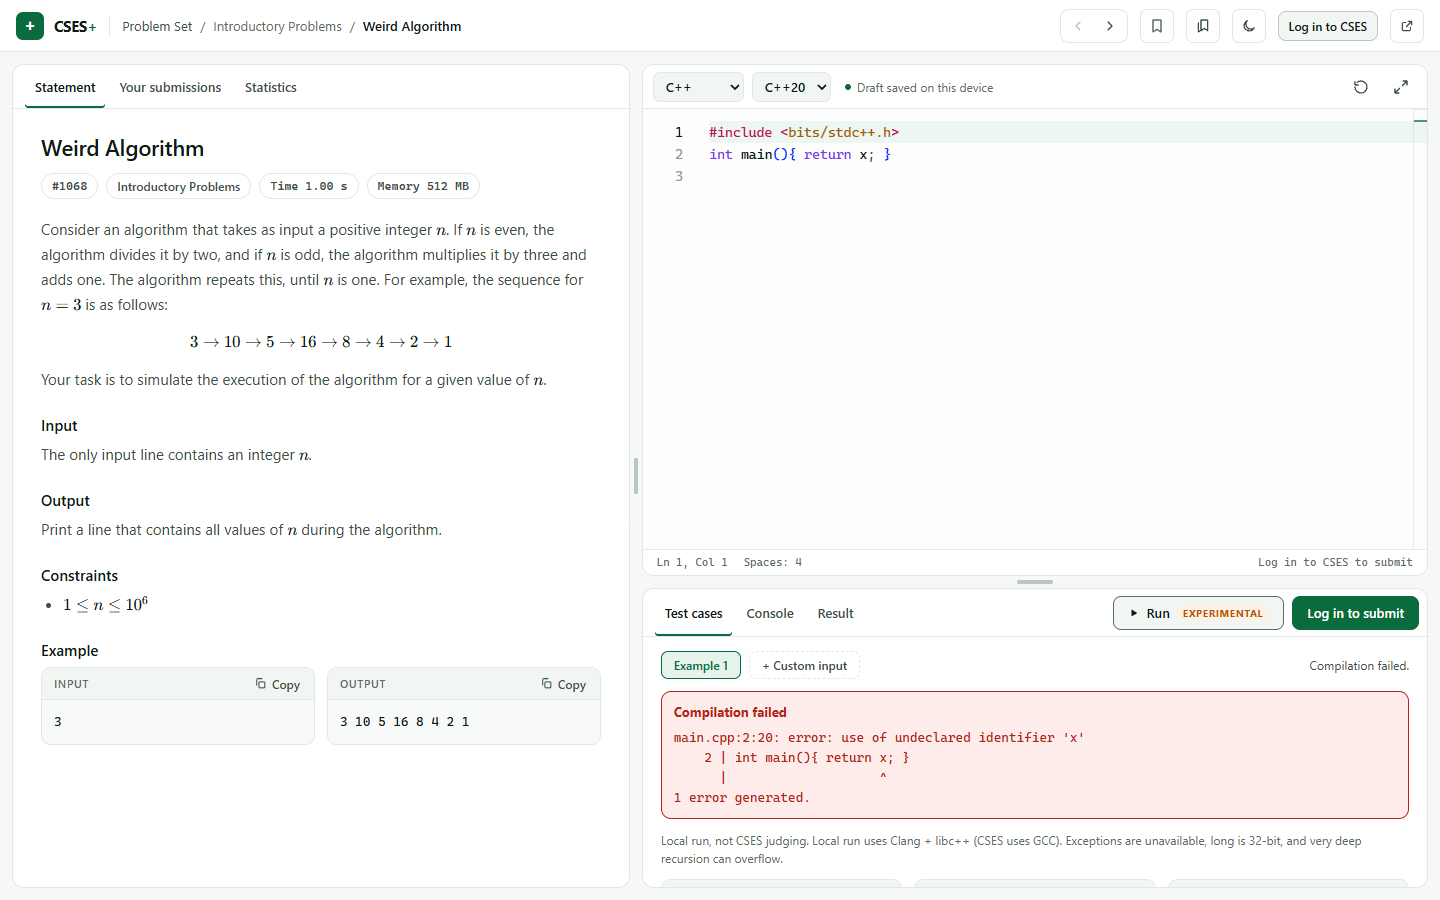 CSES+
Problem Set / Introductory Problems / Weird Algorithm
Log in to CSES
Statement
Your submissions
Statistics
Weird Algorithm
#1068
Introductory Problems
Time 1.00 s
Memory 512 MB
Consider an algorithm that takes as input a positive integer n. If n is even, the
algorithm divides it by two, and if n is odd, the algorithm multiplies it by three and
adds one. The algorithm repeats this, until n is one. For example, the sequence for
n = 3 is as follows:
3 → 10 → 5 → 16 → 8 → 4 → 2 → 1
Your task is to simulate the execution of the algorithm for a given value of n.
Input
The only input line contains an integer n.
Output
Print a line that contains all values of n during the algorithm.
Constraints
• 1 ≤ n ≤ 10⁶
Example
INPUT
Copy
3
OUTPUT
Copy
3 10 5 16 8 4 2 1
C++
C++20
Draft saved on this device
1 #include <bits/stdc++.h>
2 int main(){ return x; }
3
Ln 1, Col 1 Spaces: 4
Log in to CSES to submit
Test cases
Console
Result
Run EXPERIMENTAL
Log in to submit
Example 1
+ Custom input
Compilation failed.
Compilation failed
main.cpp:2:20: error: use of undeclared identifier 'x'
    2 | int main(){ return x; }
      |                    ^
1 error generated.
Local run, not CSES judging. Local run uses Clang + libc++ (CSES uses GCC). Exceptions are unavailable, long is 32-bit, and very deep
recursion can overflow.